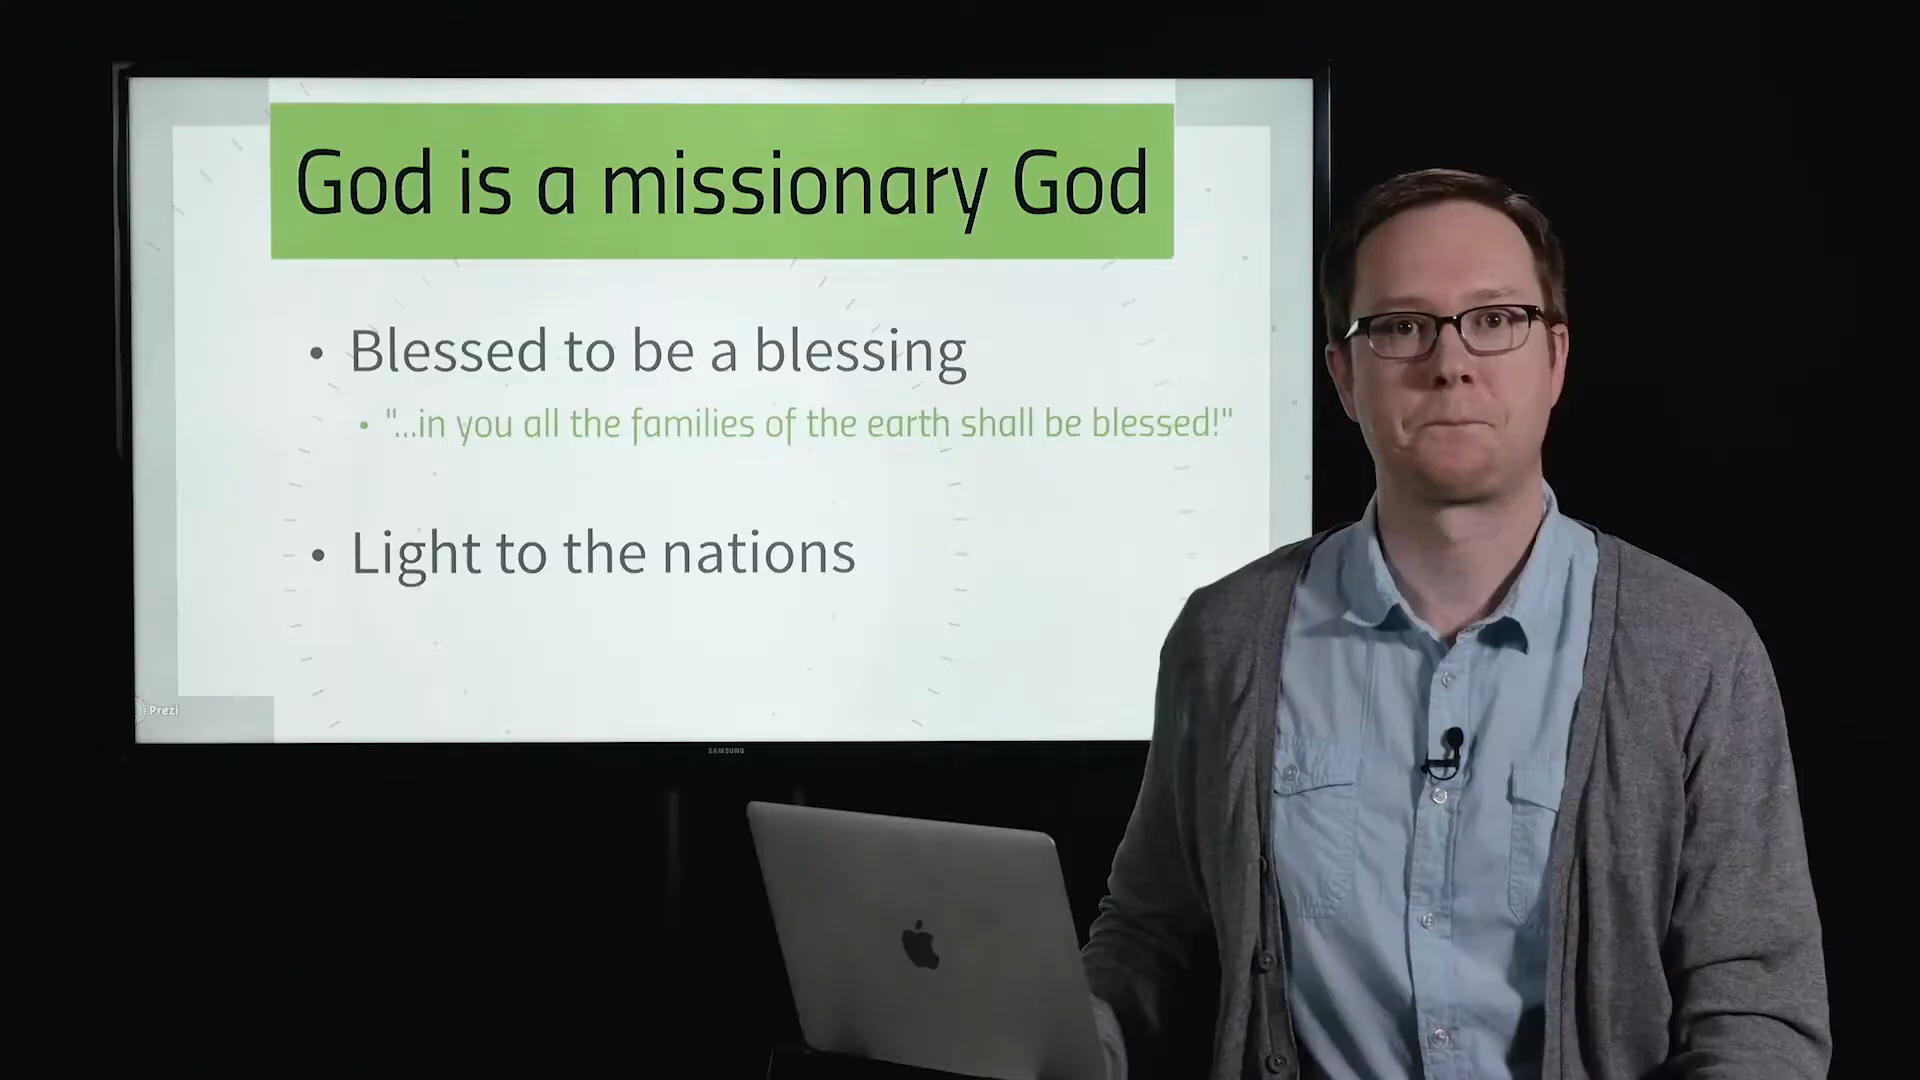 God is a missionary God
• Blessed to be a blessing
• "...in you all the families of the earth shall be blessed!"
• Light to the nations
Prezi
SAMSUNG